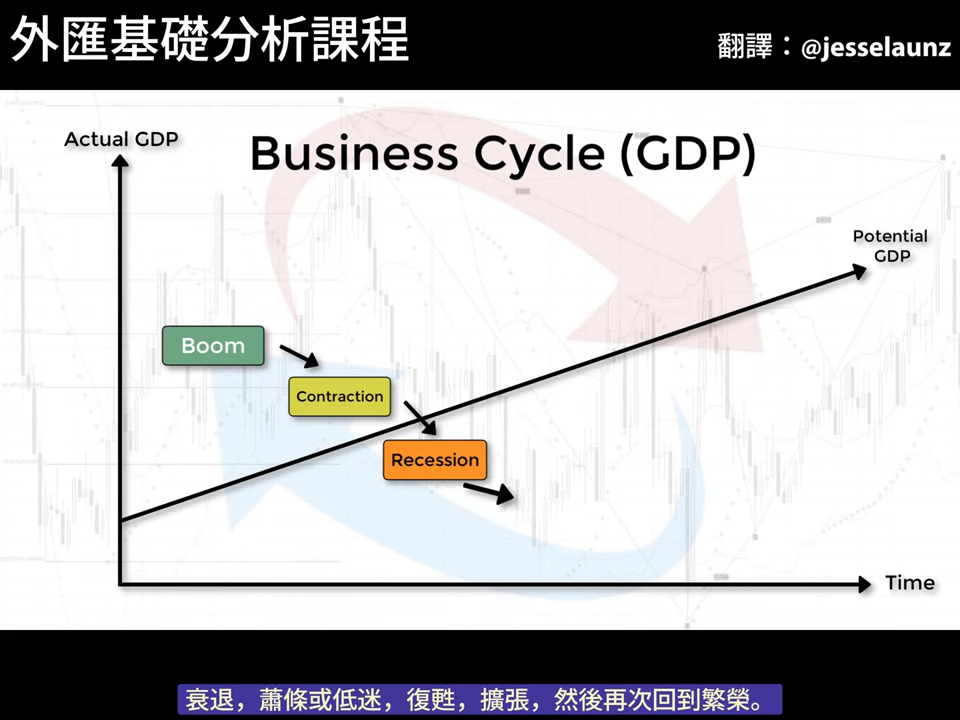 外匯基礎分析課程
翻譯：@jesselaunz
Actual GDP
Business Cycle (GDP)
Potential
GDP
Boom
Contraction
Recession
Time
衰退，蕭條或低迷，復甦，擴張，然後再次回到繁榮。